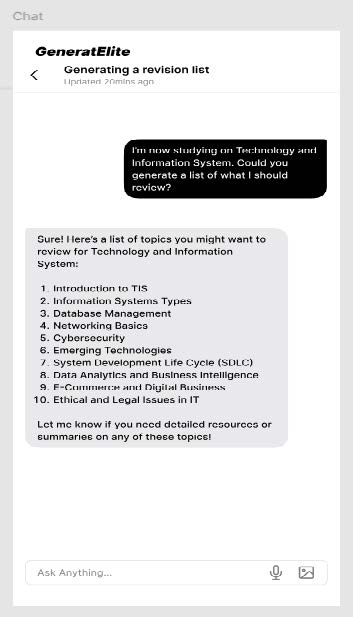 Chat
GeneratElite
Generating a revision list
Updated 20mins ago
I'm now studying on Technology and
Information System. Could you
generate a list of what I should
review?
Sure! Here's a list of topics you might want to
review for Technology and Information
System:
1. Introduction to TIS
2. Information Systems Types
3. Database Management
4. Networking Basics
5. Cybersecurity
6. Emerging Technologies
7. System Development Life Cycle (SDLC)
8. Data Analytics and Business Intelligence
9. E-Commerce and Digital Business
10. Ethical and Legal Issues in IT
Let me know if you need detailed resources or
summaries on any of these topics!
Ask Anything...